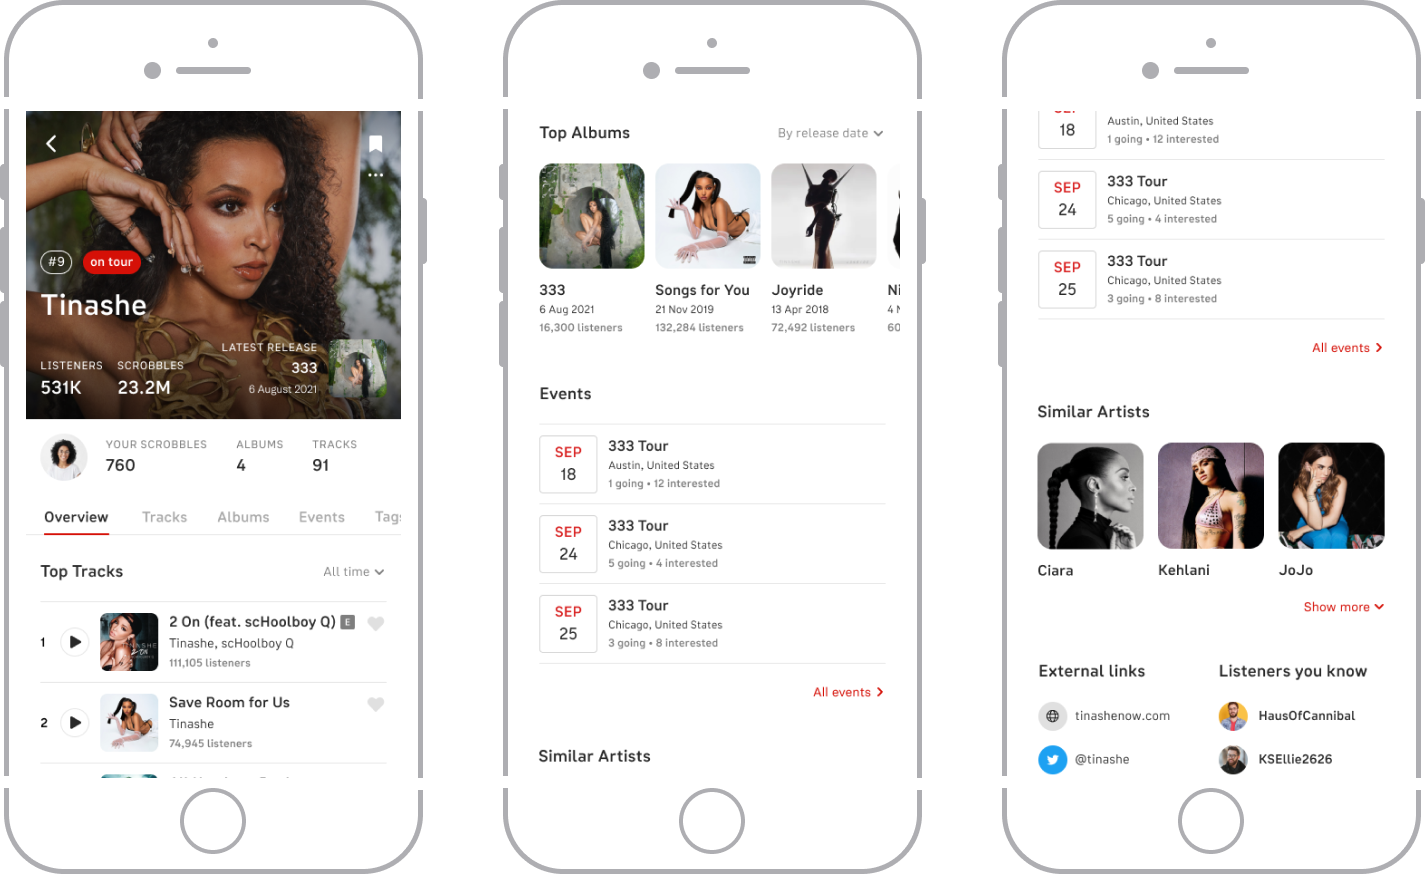 #9
on tour
Tinashe
LISTENERS
531K
SCROBBLES
23.2M
LATEST RELEASE
333
6 August 2021
YOUR SCROBBLES
760
ALBUMS
4
TRACKS
91
Overview Tracks Albums Events Tags
Top Tracks
All time
1
2 On (feat. scHoolboy Q) E
Tinashe, scHoolboy Q
111,105 listeners
TINASHE
2 ON
2
Save Room for Us
Tinashe
74,945 listeners
Top Albums
By release date
333
6 Aug 2021
16,300 listeners
Songs for You
21 Nov 2019
132,284 listeners
Joyride
13 Apr 2018
72,492 listeners
Ni
4 N
60
Events
SEP
18
333 Tour
Austin, United States
1 going • 12 interested
SEP
24
333 Tour
Chicago, United States
5 going • 4 interested
SEP
25
333 Tour
Chicago, United States
3 going • 8 interested
All events
Similar Artists
SEP
18
Austin, United States
1 going • 12 interested
SEP
24
333 Tour
Chicago, United States
5 going • 4 interested
SEP
25
333 Tour
Chicago, United States
3 going • 8 interested
All events
Similar Artists
Ciara
Kehlani
JoJo
Show more
External links
tinashenow.com
@tinashe
Listeners you know
HausOfCannibal
KSEllie2626